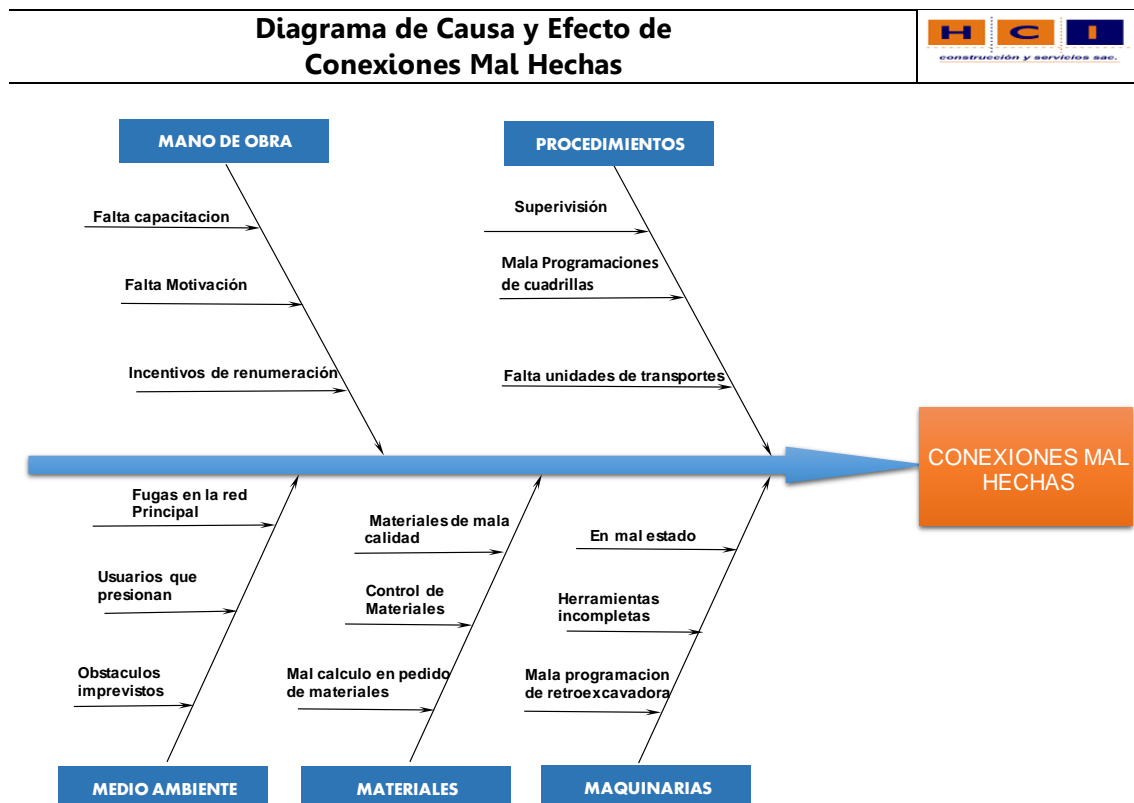 Diagrama de Causa y Efecto de
Conexiones Mal Hechas
H C I
construcción y servicios sac.
MANO DE OBRA
PROCEDIMIENTOS
Falta capacitacion
Falta Motivación
Incentivos de renumeración
Superivisión
Mala Programaciones
de cuadrillas
Falta unidades de transportes
CONEXIONES MAL
HECHAS
Fugas en la red
Principal
Usuarios que
presionan
Obstaculos
imprevistos
Materiales de mala
calidad
Control de
Materiales
Mal calculo en pedido
de materiales
En mal estado
Herramientas
incompletas
Mala programacion
de retroexcavadora
MEDIO AMBIENTE
MATERIALES
MAQUINARIAS